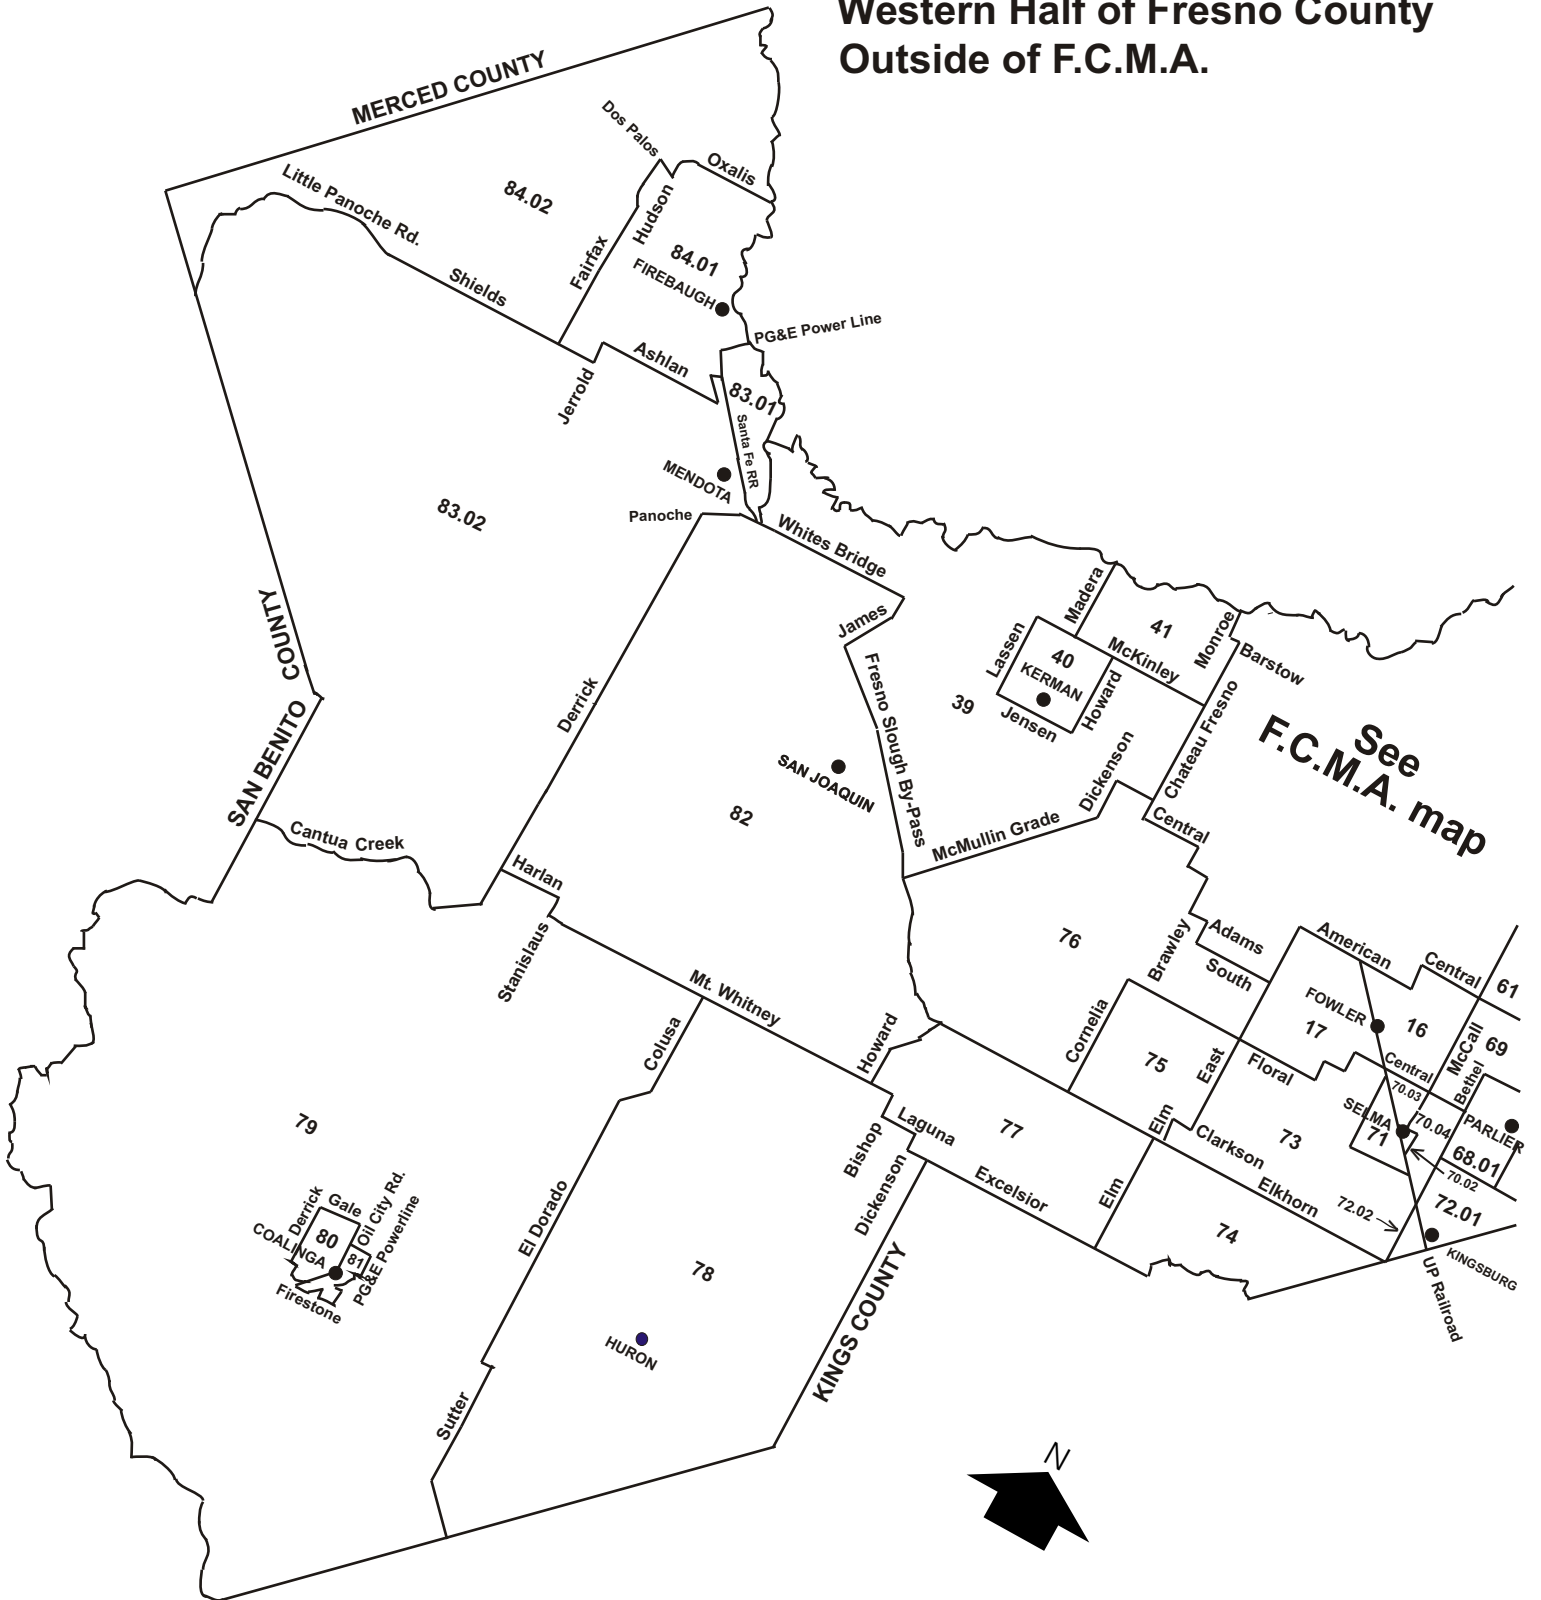 Western Half of Fresno County
Outside of F.C.M.A.
MERCED COUNTY
Dos Palos
Oxalis
Little Panoche Rd.
84.02
Hudson
Fairfax
84.01
FIREBAUGH
Shields
PG&E Power Line
Ashlan
Jerrold
83.01
Santa Fe RR
MENDOTA
83.02
Panoche
Whites Bridge
SAN BENITO COUNTY
James
Madera
41
Monroe
Lassen
40
KERMAN
McKinley
Barstow
Howard
Jensen
39
Fresno Slough By-Pass
Derrick
Chateau Fresno
See
F.C.M.A. map
Dickenson
SAN JOAQUIN
82
McMullin Grade
Central
Cantua Creek
Harlan
Stanislaus
76
Brawley
Adams
South
American
Central
61
Mt. Whitney
Colusa
Howard
Cornelia
FOWLER
17
16
McCall
69
75
East
Floral
Central
Bethel
70.03
SELMA
71
70.04
PARLIER
68.01
70.02
79
Bishop
Laguna
77
Elm
Clarkson
73
Dickenson
Excelsior
Elm
Elkhorn
72.02
72.01
74
KINGSBURG
UP Railroad
Derrick
Gale
Oil City Rd.
80
81
COALINGA
PG&E Powerline
Firestone
El Dorado
78
HURON
KINGS COUNTY
Sutter
N